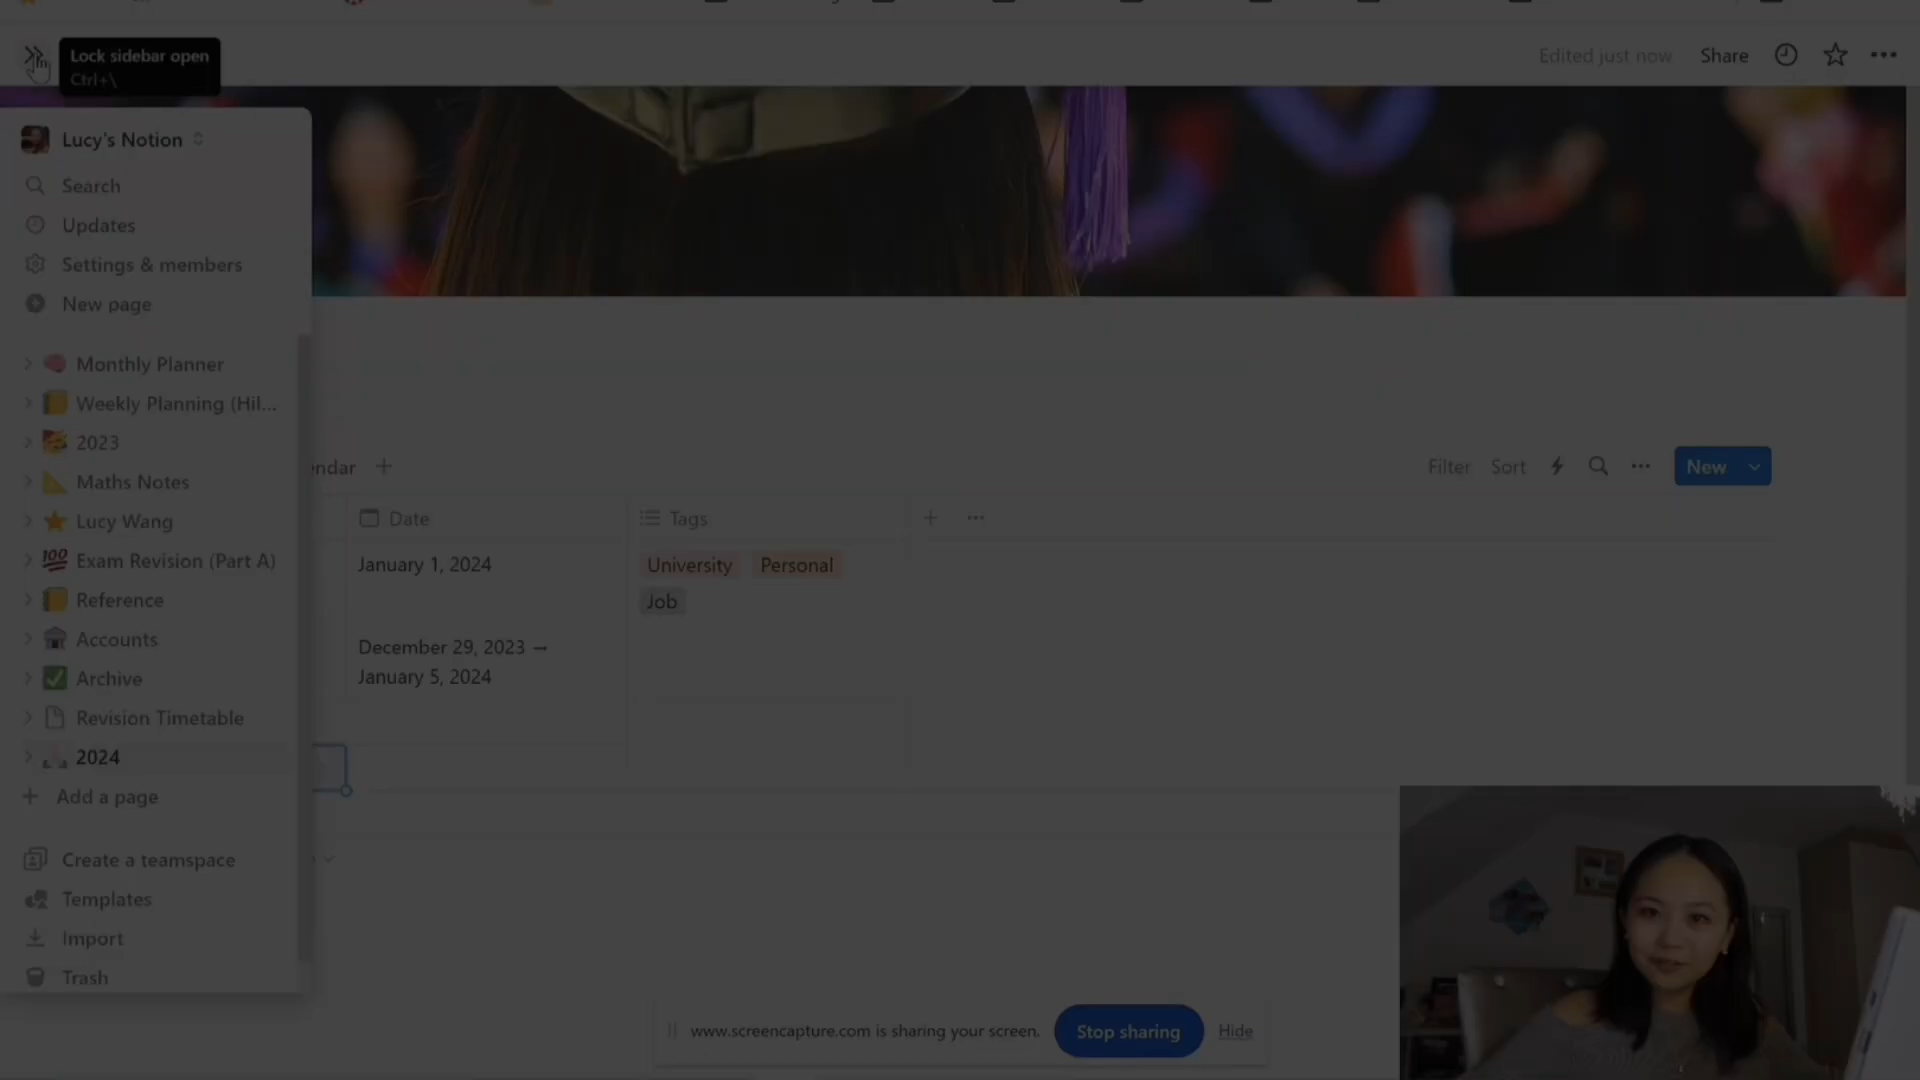 Lock sidebar open
Ctrl+\
Edited just now
Share
Lucy's Notion
Search
Updates
Settings & members
New page
Monthly Planner
Weekly Planning (Hil...
2023
Maths Notes
Lucy Wang
💯 Exam Revision (Part A)
Reference
Accounts
Archive
Revision Timetable
2024
+ Add a page
Create a teamspace
Templates
Import
Trash
endar +
Filter Sort
New
Date
Tags
January 1, 2024
University Personal
Job
December 29, 2023 →
January 5, 2024
www.screencapture.com is sharing your screen.
Stop sharing
Hide